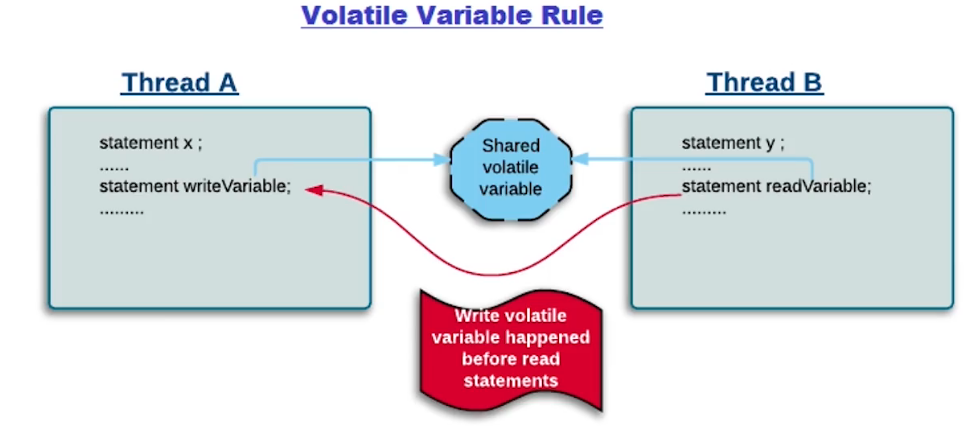 Volatile Variable Rule
Thread A
statement x ;
......
statement writeVariable;
.........
Shared
volatile
variable
Thread B
statement y ;
......
statement readVariable;
.........
Write volatile
variable happened
before read
statements